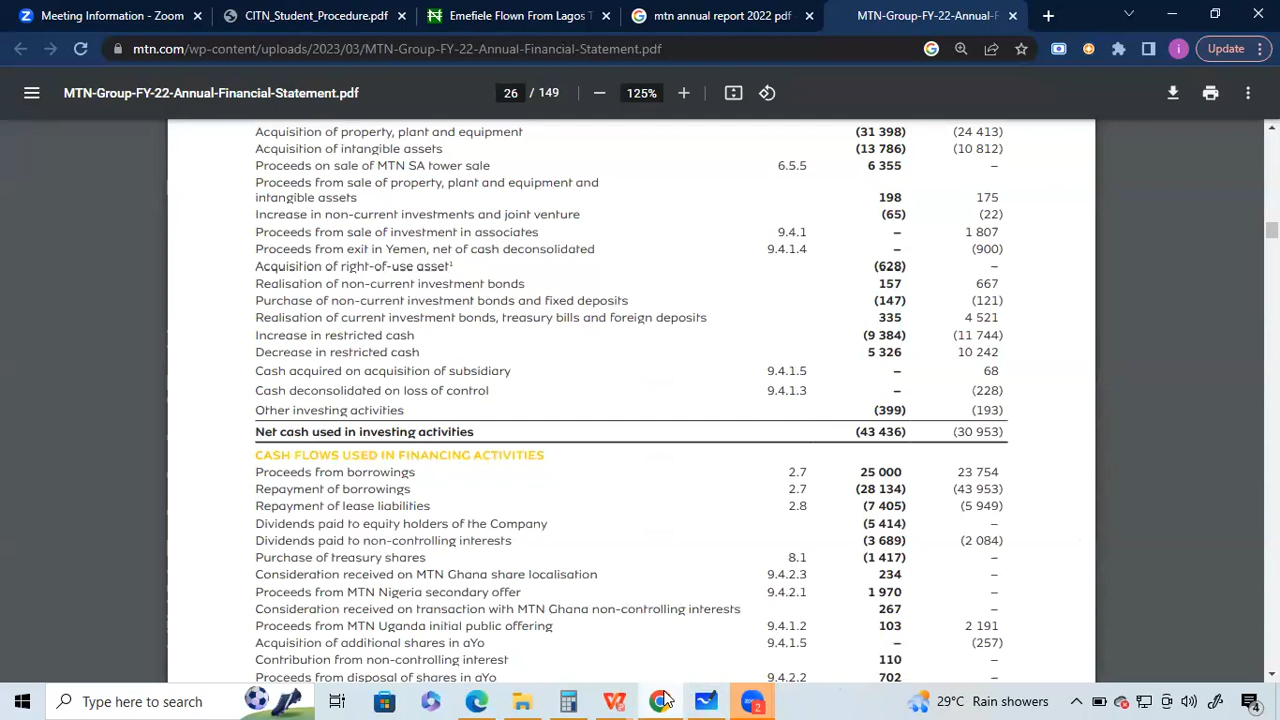 Meeting Information - Zoom
CITN_Student_Procedure.pdf
Emefiele Flown From Lagos T
mtn annual report 2022 pdf
MTN-Group-FY-22-Annual-F
mtn.com/wp-content/uploads/2023/03/MTN-Group-FY-22-Annual-Financial-Statement.pdf
i
Update
MTN-Group-FY-22-Annual-Financial-Statement.pdf
26 / 149
125%
Acquisition of property, plant and equipment (31 398) (24 413)
Acquisition of intangible assets (13 786) (10 812)
Proceeds on sale of MTN SA tower sale 6.5.5 6 355 –
Proceeds from sale of property, plant and equipment and
intangible assets 198 175
Increase in non-current investments and joint venture (65) (22)
Proceeds from sale of investment in associates 9.4.1 – 1 807
Proceeds from exit in Yemen, net of cash deconsolidated 9.4.1.4 – (900)
Acquisition of right-of-use asset¹ (628) –
Realisation of non-current investment bonds 157 667
Purchase of non-current investment bonds and fixed deposits (147) (121)
Realisation of current investment bonds, treasury bills and foreign deposits 335 4 521
Increase in restricted cash (9 384) (11 744)
Decrease in restricted cash 5 326 10 242
Cash acquired on acquisition of subsidiary 9.4.1.5 – 68
Cash deconsolidated on loss of control 9.4.1.3 – (228)
Other investing activities (399) (193)
Net cash used in investing activities (43 436) (30 953)
CASH FLOWS USED IN FINANCING ACTIVITIES
Proceeds from borrowings 2.7 25 000 23 754
Repayment of borrowings 2.7 (28 134) (43 953)
Repayment of lease liabilities 2.8 (7 405) (5 949)
Dividends paid to equity holders of the Company (5 414) –
Dividends paid to non-controlling interests (3 689) (2 084)
Purchase of treasury shares 8.1 (1 417) –
Consideration received on MTN Ghana share localisation 9.4.2.3 234 –
Proceeds from MTN Nigeria secondary offer 9.4.2.1 1 970 –
Consideration received on transaction with MTN Ghana non-controlling interests 267 –
Proceeds from MTN Uganda initial public offering 9.4.1.2 103 2 191
Acquisition of additional shares in aYo 9.4.1.5 – (257)
Contribution from non-controlling interest 110 –
Proceeds from disposal of shares in aYo 9.4.2.2 702 –
Type here to search
2
29°C Rain showers
4